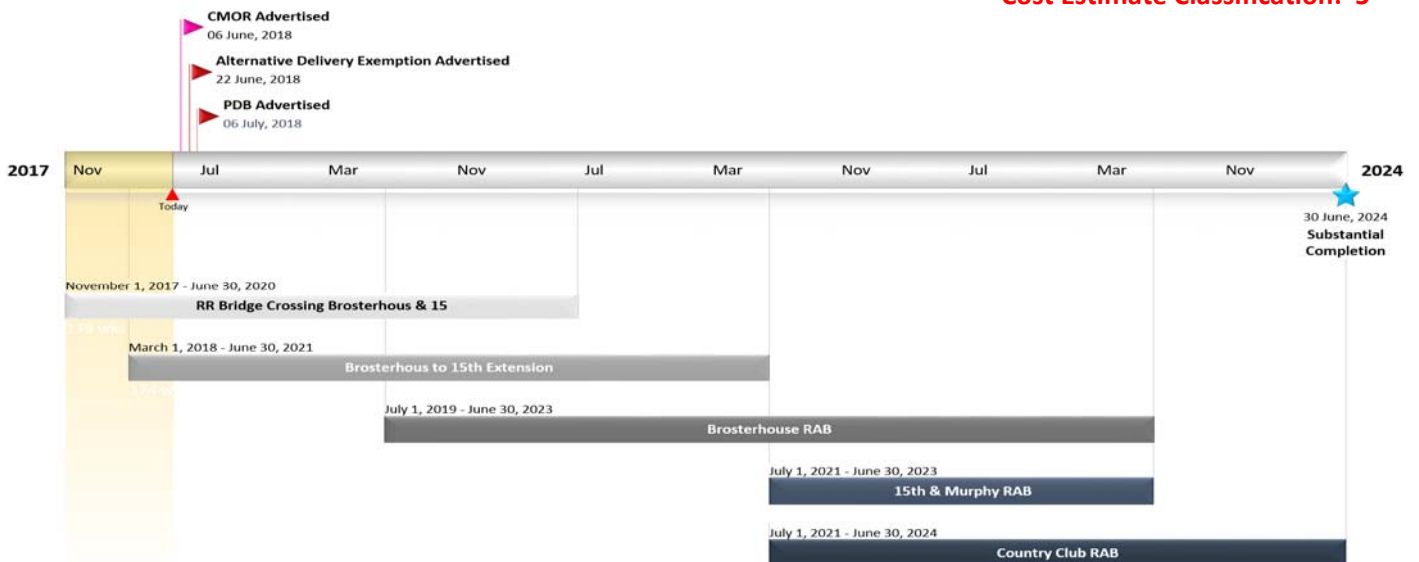 CMOR Advertised
06 June, 2018
Alternative Delivery Exemption Advertised
22 June, 2018
PDB Advertised
06 July, 2018
2017 Nov Jul Mar Nov Jul Mar Nov Jul Mar Nov 2024
Today
30 June, 2024
Substantial
Completion
November 1, 2017 - June 30, 2020
RR Bridge Crossing Brosterhous & 15
March 1, 2018 - June 30, 2021
Brosterhous to 15th Extension
July 1, 2019 - June 30, 2023
Brosterhouse RAB
July 1, 2021 - June 30, 2023
15th & Murphy RAB
July 1, 2021 - June 30, 2024
Country Club RAB